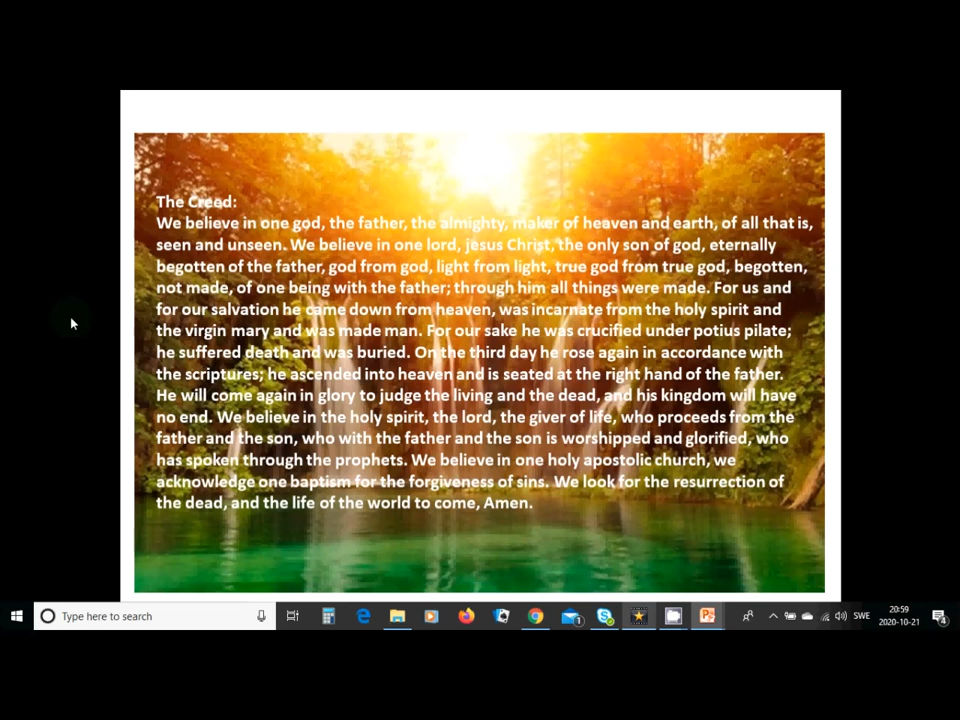 The Creed:
We believe in one god, the father, the almighty, maker of heaven and earth, of all that is,
seen and unseen. We believe in one lord, jesus Christ, the only son of god, eternally
begotten of the father, god from god, light from light, true god from true god, begotten,
not made, of one being with the father; through him all things were made. For us and
for our salvation he came down from heaven, was incarnate from the holy spirit and
the virgin mary and was made man. For our sake he was crucified under potius pilate;
he suffered death and was buried. On the third day he rose again in accordance with
the scriptures; he ascended into heaven and is seated at the right hand of the father.
He will come again in glory to judge the living and the dead, and his kingdom will have
no end. We believe in the holy spirit, the lord, the giver of life, who proceeds from the
father and the son, who with the father and the son is worshipped and glorified, who
has spoken through the prophets. We believe in one holy apostolic church, we
acknowledge one baptism for the forgiveness of sins. We look for the resurrection of
the dead, and the life of the world to come, Amen.
Type here to search
1
SWE
20:59
2020-10-21
4